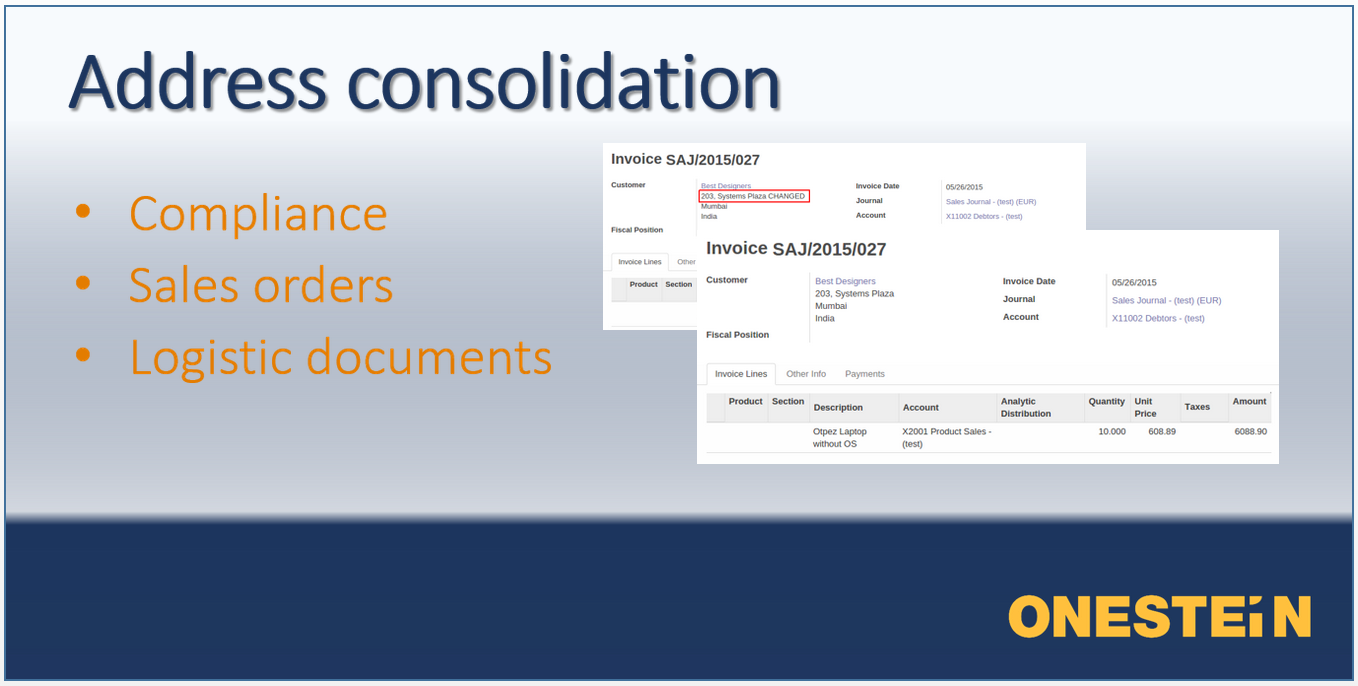 Address consolidation
• Compliance
• Sales orders
• Logistic documents
Invoice SAJ/2015/027
Customer
Best Designers
203, Systems Plaza CHANGED
Mumbai
India
Invoice Date 05/26/2015
Journal Sales Journal - (test) (EUR)
Account X11002 Debtors - (test)
Fiscal Position
Invoice Lines Other
Product Section
Invoice SAJ/2015/027
Customer
Best Designers
203, Systems Plaza
Mumbai
India
Invoice Date 05/26/2015
Journal Sales Journal - (test) (EUR)
Account X11002 Debtors - (test)
Fiscal Position
Invoice Lines Other Info Payments
Product Section Description Account Analytic Distribution Quantity Unit Price Taxes Amount
Otpez Laptop without OS X2001 Product Sales - (test) 10.000 608.89 6088.90
ONESTEiN